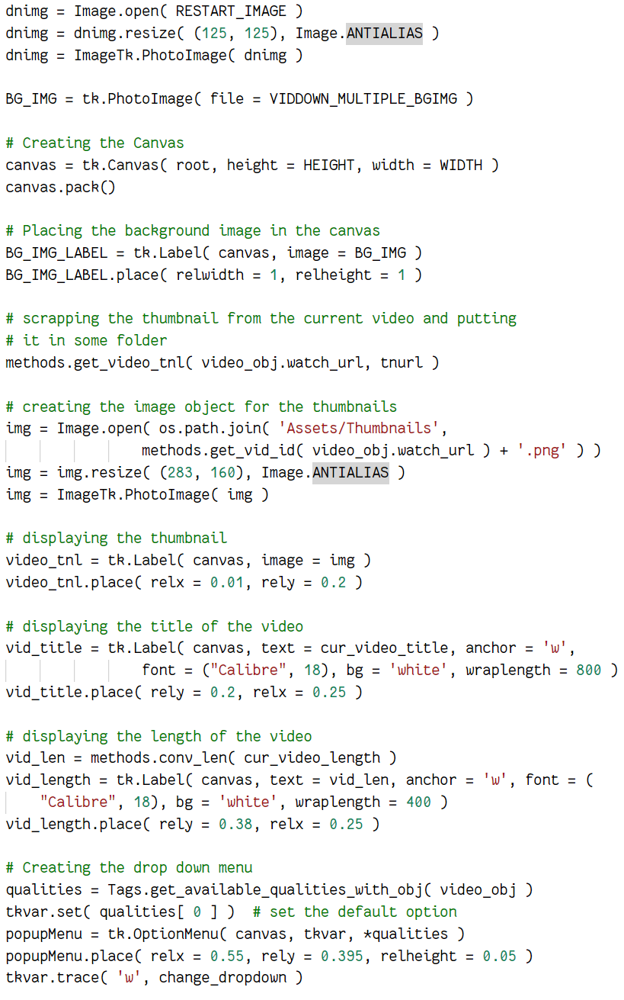 dnimg = Image.open( RESTART_IMAGE )
dnimg = dnimg.resize( (125, 125), Image.ANTIALIAS )
dnimg = ImageTk.PhotoImage( dnimg )
BG_IMG = tk.PhotoImage( file = VIDDOWN_MULTIPLE_BGIMG )
# Creating the Canvas
canvas = tk.Canvas( root, height = HEIGHT, width = WIDTH )
canvas.pack()
# Placing the background image in the canvas
BG_IMG_LABEL = tk.Label( canvas, image = BG_IMG )
BG_IMG_LABEL.place( relwidth = 1, relheight = 1 )
# scrapping the thumbnail from the current video and putting
# it in some folder
methods.get_video_tnl( video_obj.watch_url, tnurl )
# creating the image object for the thumbnails
img = Image.open( os.path.join( 'Assets/Thumbnails',
methods.get_vid_id( video_obj.watch_url ) + '.png' ) )
img = img.resize( (283, 160), Image.ANTIALIAS )
img = ImageTk.PhotoImage( img )
# displaying the thumbnail
video_tnl = tk.Label( canvas, image = img )
video_tnl.place( relx = 0.01, rely = 0.2 )
# displaying the title of the video
vid_title = tk.Label( canvas, text = cur_video_title, anchor = 'w',
font = ("Calibre", 18), bg = 'white', wraplength = 800 )
vid_title.place( rely = 0.2, relx = 0.25 )
# displaying the length of the video
vid_len = methods.conv_len( cur_video_length )
vid_length = tk.Label( canvas, text = vid_len, anchor = 'w', font = (
"Calibre", 18), bg = 'white', wraplength = 400 )
vid_length.place( rely = 0.38, relx = 0.25 )
# Creating the drop down menu
qualities = Tags.get_available_qualities_with_obj( video_obj )
tkvar.set( qualities[ 0 ] )  # set the default option
popupMenu = tk.OptionMenu( canvas, tkvar, *qualities )
popupMenu.place( relx = 0.55, rely = 0.395, relheight = 0.05 )
tkvar.trace( 'w', change_dropdown )